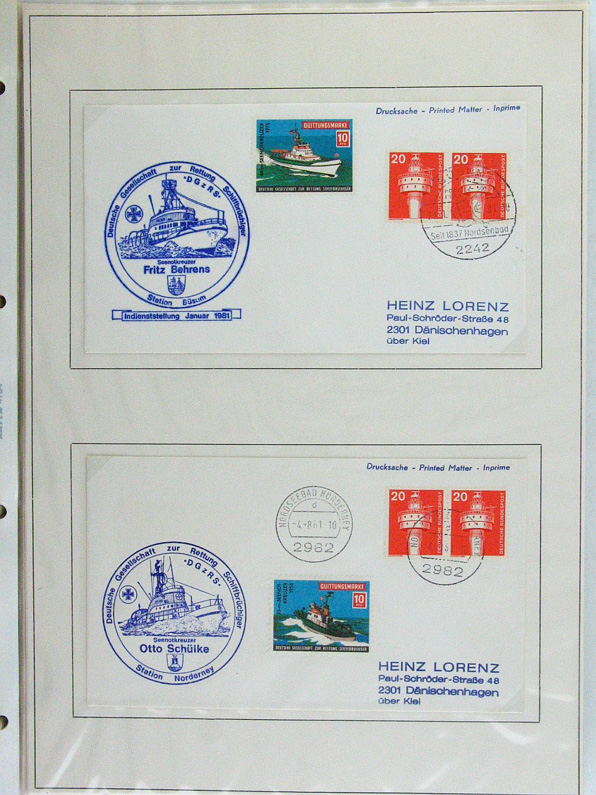 Drucksache - Printed Matter - Inprime
QUITTUNGSMARKE
10
DEUTSCHE GESELLSCHAFT ZUR RETTUNG SCHIFFBRÜCHIGER
20
20
DEUTSCHE BUNDESPOST
DEUTSCHE BUNDESPOST
Seit 1837 Nordseebad
2242
Deutsche Gesellschaft zur Rettung Schiffbrüchiger
-DGzRS-
Seenotkreuzer
Fritz Behrens
Station Büsum
Indienststellung Januar 1981
HEINZ LORENZ
Paul-Schröder-Straße 48
2301 Dänischenhagen
über Kiel
Drucksache - Printed Matter - Inprime
NORDSEEBAD NORDERNEY
d
2982
20
20
DEUTSCHE BUNDESPOST
DEUTSCHE BUNDESPOST
2982
QUITTUNGSMARKE
10
DEUTSCHE GESELLSCHAFT ZUR RETTUNG SCHIFFBRÜCHIGER
Deutsche Gesellschaft zur Rettung Schiffbrüchiger
-DGzRS-
Seenotkreuzer
Otto Schülke
Station Norderney
HEINZ LORENZ
Paul-Schröder-Straße 48
2301 Dänischenhagen
über Kiel